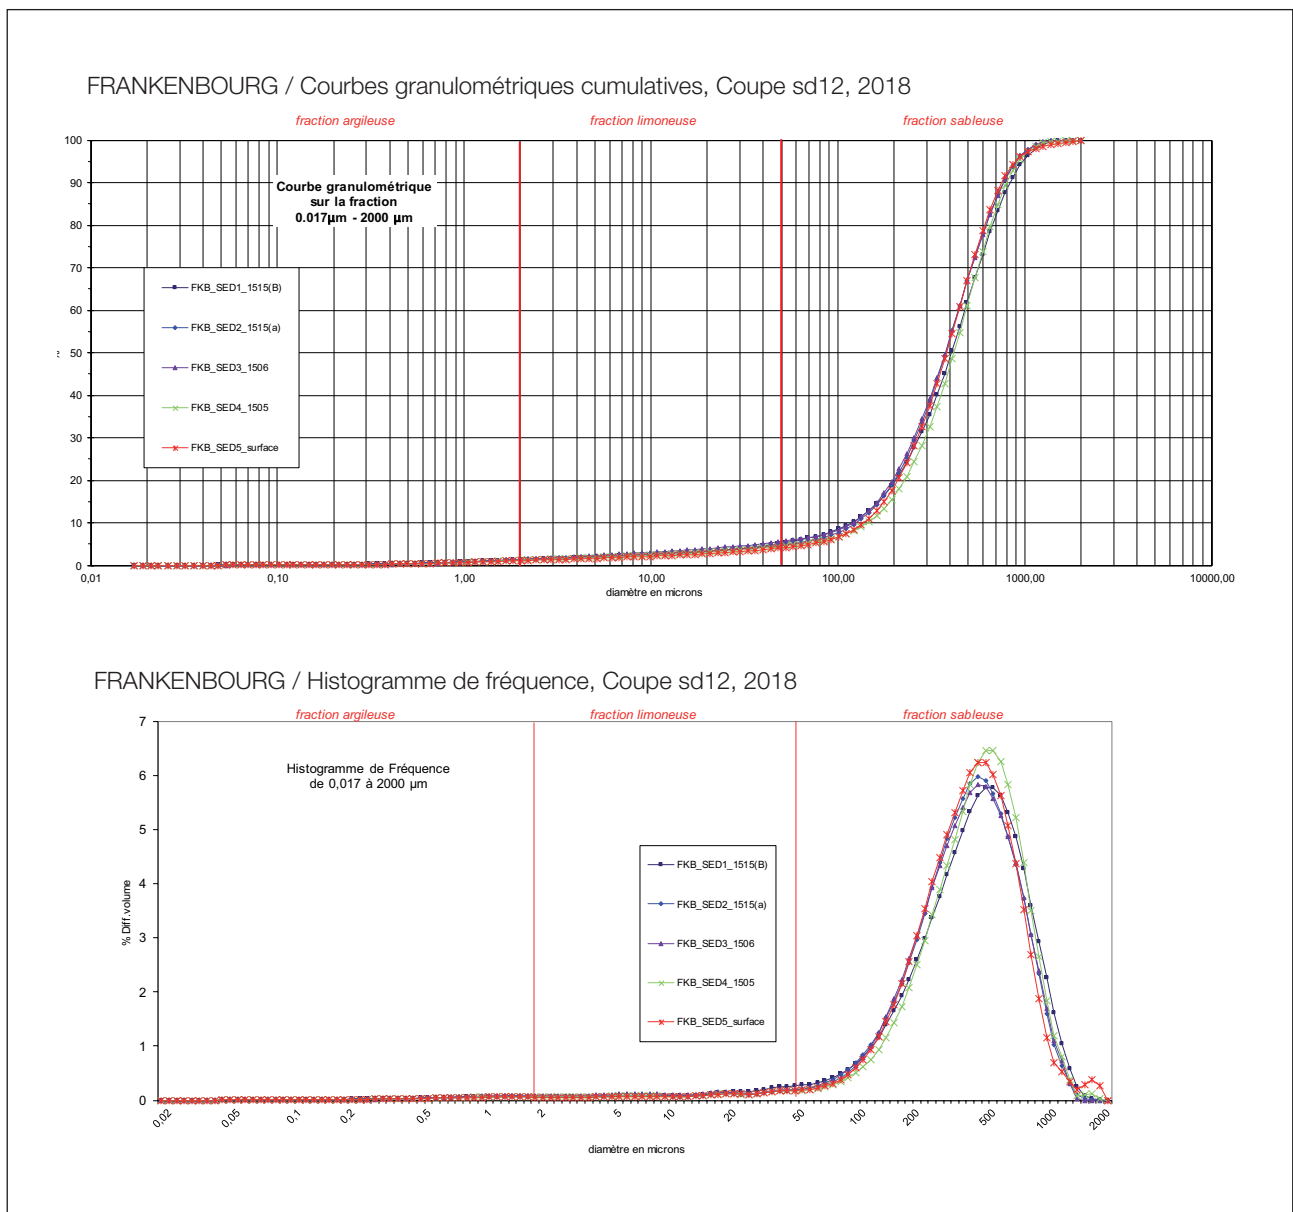 FRANKENBOURG / Courbes granulométriques cumulatives, Coupe sd12, 2018
fraction argileuse
fraction limoneuse
fraction sableuse
100
90
80
70
60
50
40
30
20
10
0
Courbe granulométrique
sur la fraction
0.017µm - 2000 µm
FKB_SED1_1515(B)
FKB_SED2_1515(a)
FKB_SED3_1506
FKB_SED4_1505
FKB_SED5_surface
0,01
0,10
1,00
10,00
100,00
1000,00
10000,00
diamètre en microns
FRANKENBOURG / Histogramme de fréquence, Coupe sd12, 2018
fraction argileuse
fraction limoneuse
fraction sableuse
7
6
5
4
3
2
1
0
% Diff.volume
Histogramme de Fréquence
de 0,017 à 2000 µm
FKB_SED1_1515(B)
FKB_SED2_1515(a)
FKB_SED3_1506
FKB_SED4_1505
FKB_SED5_surface
0,02
0,05
0,1
0,2
0,5
1
2
5
10
20
50
100
200
500
1000
2000
diamètre en microns